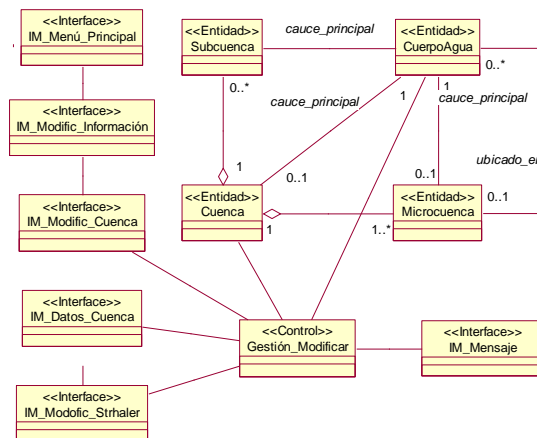 <<Interface>>
IM_Menú_Principal
<<Entidad>>
Subcuenca
cauce_principal
<<Entidad>>
CuerpoAgua
0..*
0..*
1
1
cauce_principal
cauce_principal
<<Interface>>
IM_Modific_Información
1
0..1
0..1
ubicado_en
<<Interface>>
IM_Modific_Cuenca
<<Entidad>>
Cuenca
<<Entidad>>
Microcuenca
0..1
1
1..*
<<Interface>>
IM_Datos_Cuenca
<<Control>>
Gestión_Modificar
<<Interface>>
IM_Mensaje
<<Interface>>
IM_Modofic_Strhaler